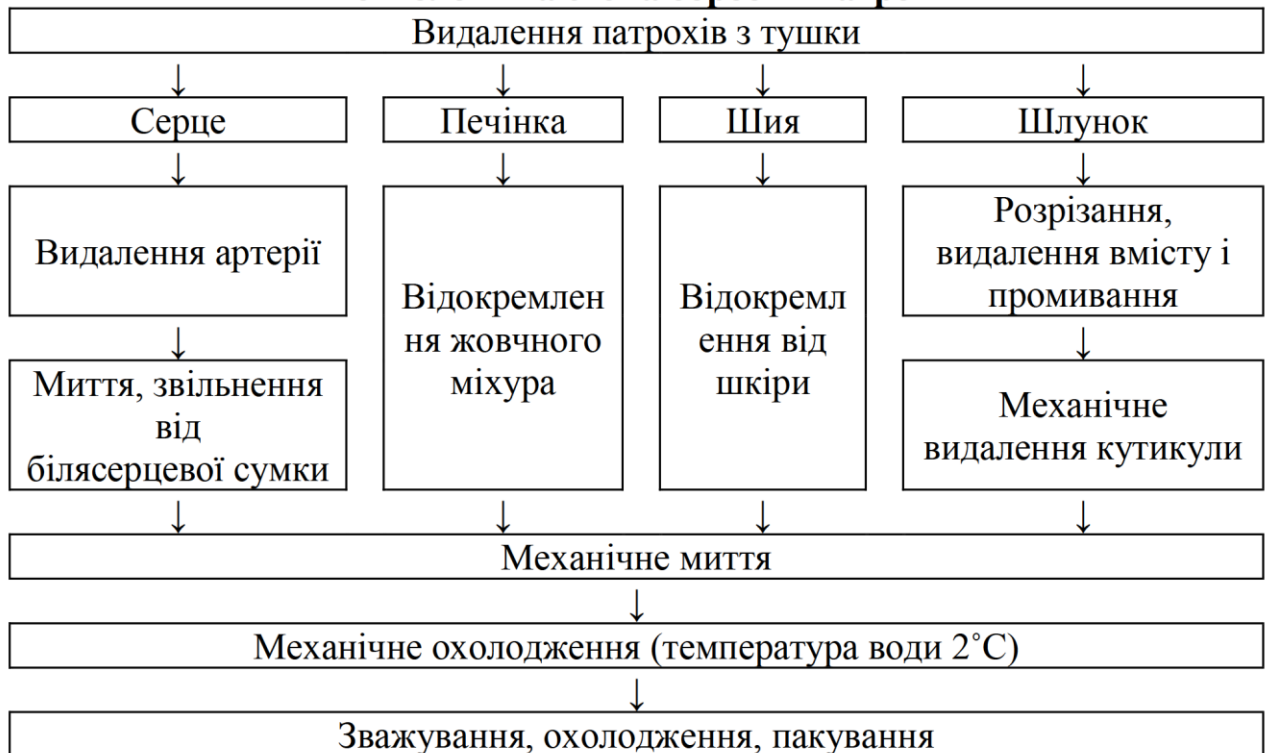 Видалення патрохів з тушки
↓ ↓ ↓ ↓
Серце
Печінка
Шия
Шлунок
↓ ↓ ↓ ↓
Видалення артерії
↓
Миття, звільнення
від
білясерцевої сумки
Відокремлен
ня жовчного
міхура
Відокремл
ення від
шкіри
Розрізання,
видалення вмісту і
промивання
↓
Механічне
видалення кутикули
↓ ↓ ↓ ↓
Механічне миття
↓
Механічне охолодження (температура води 2˚С)
↓
Зважування, охолодження, пакування